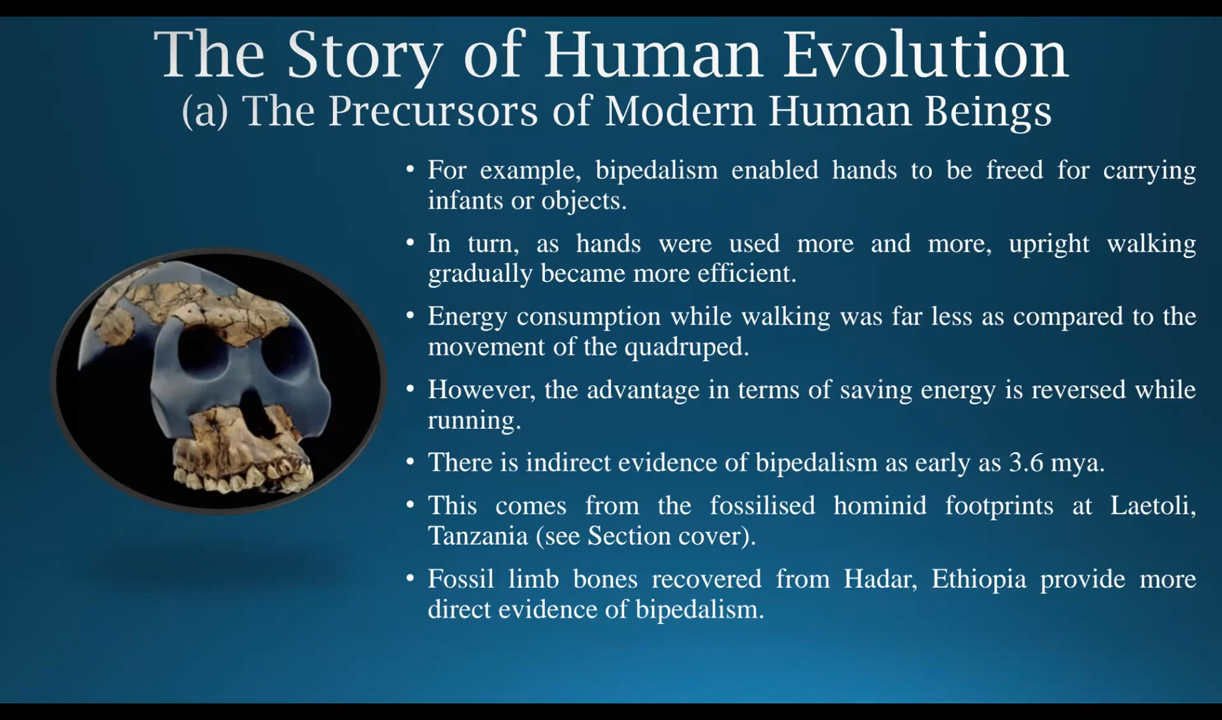 The Story of Human Evolution
(a) The Precursors of Modern Human Beings
• For example, bipedalism enabled hands to be freed for carrying
infants or objects.
• In turn, as hands were used more and more, upright walking
gradually became more efficient.
• Energy consumption while walking was far less as compared to the
movement of the quadruped.
• However, the advantage in terms of saving energy is reversed while
running.
• There is indirect evidence of bipedalism as early as 3.6 mya.
• This comes from the fossilised hominid footprints at Laetoli,
Tanzania (see Section cover).
• Fossil limb bones recovered from Hadar, Ethiopia provide more
direct evidence of bipedalism.